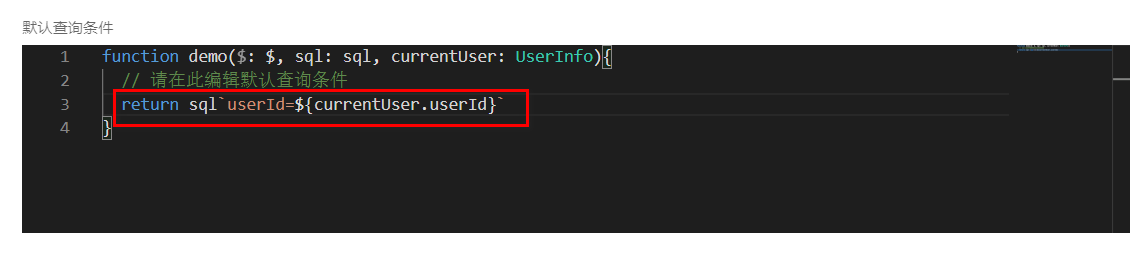 默认查询条件
1 function demo($: $, sql: sql, currentUser: UserInfo){
2 // 请在此编辑默认查询条件
3 return sql`userId=${currentUser.userId}`
4 }